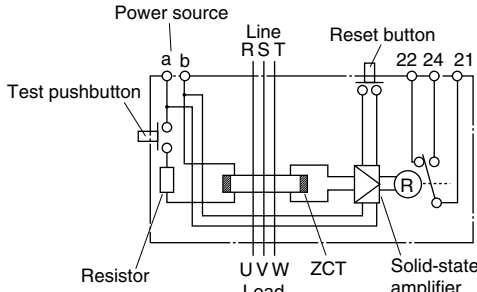 Power source
Line
Reset button
a b
R S T
22 24 21
Test pushbutton
R
Resistor
U V W
Load
ZCT
Solid-state
amplifier